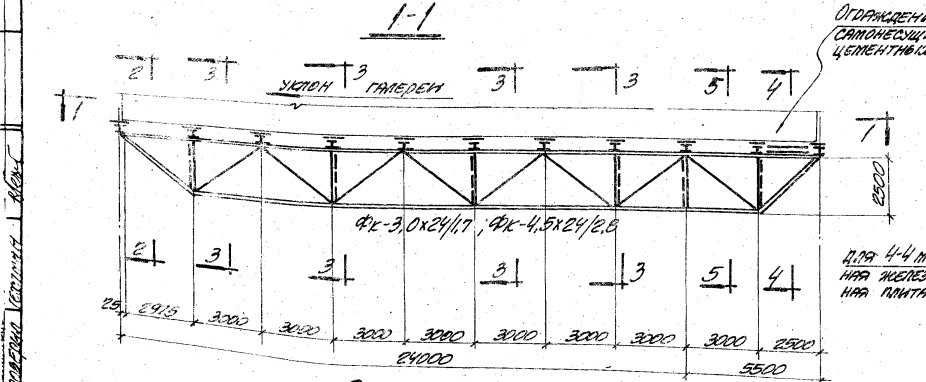 1-1
ОГРАЖДЕНИ
САМОНЕСУЩ
ЦЕМЕНТНЫХ
2 3 3 3 3 5 4
УКЛОН ГАЛЕРЕИ
1 1
2500
ФК-3,0х24/1,7; ФК-4,5х24/2,8
2 3 3 3 3 5 4
ДЛЯ 4-4
НАЯ ЖЕЛЕЗ
НАЯ ПЛИТА
25 2975 3000 3000 3000 3000 3000 3000 3000 3000 2500
24000 5500